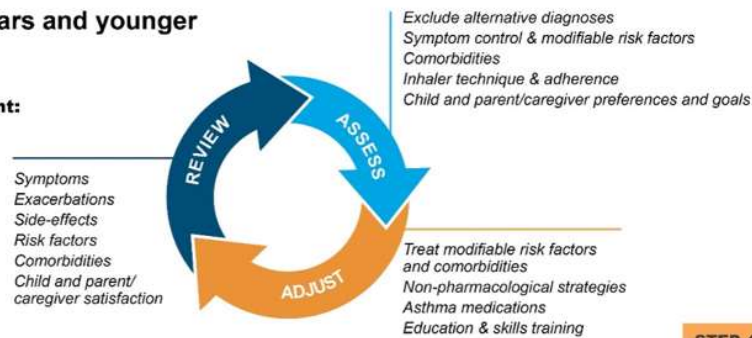 ars and younger
nt:
Exclude alternative diagnoses
Symptom control & modifiable risk factors
Comorbidities
Inhaler technique & adherence
Child and parent/caregiver preferences and goals
REVIEW
ASSESS
ADJUST
Symptoms
Exacerbations
Side-effects
Risk factors
Comorbidities
Child and parent/
caregiver satisfaction
Treat modifiable risk factors
and comorbidities
Non-pharmacological strategies
Asthma medications
Education & skills training